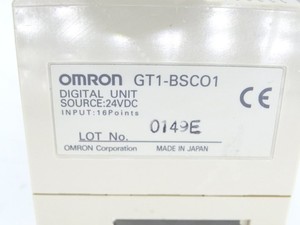 OMRON GT1-BSC01
DIGITAL UNIT
SOURCE:24VDC
INPUT:16Points
CE
LOT No. 0149E
OMRON Corporation MADE IN JAPAN